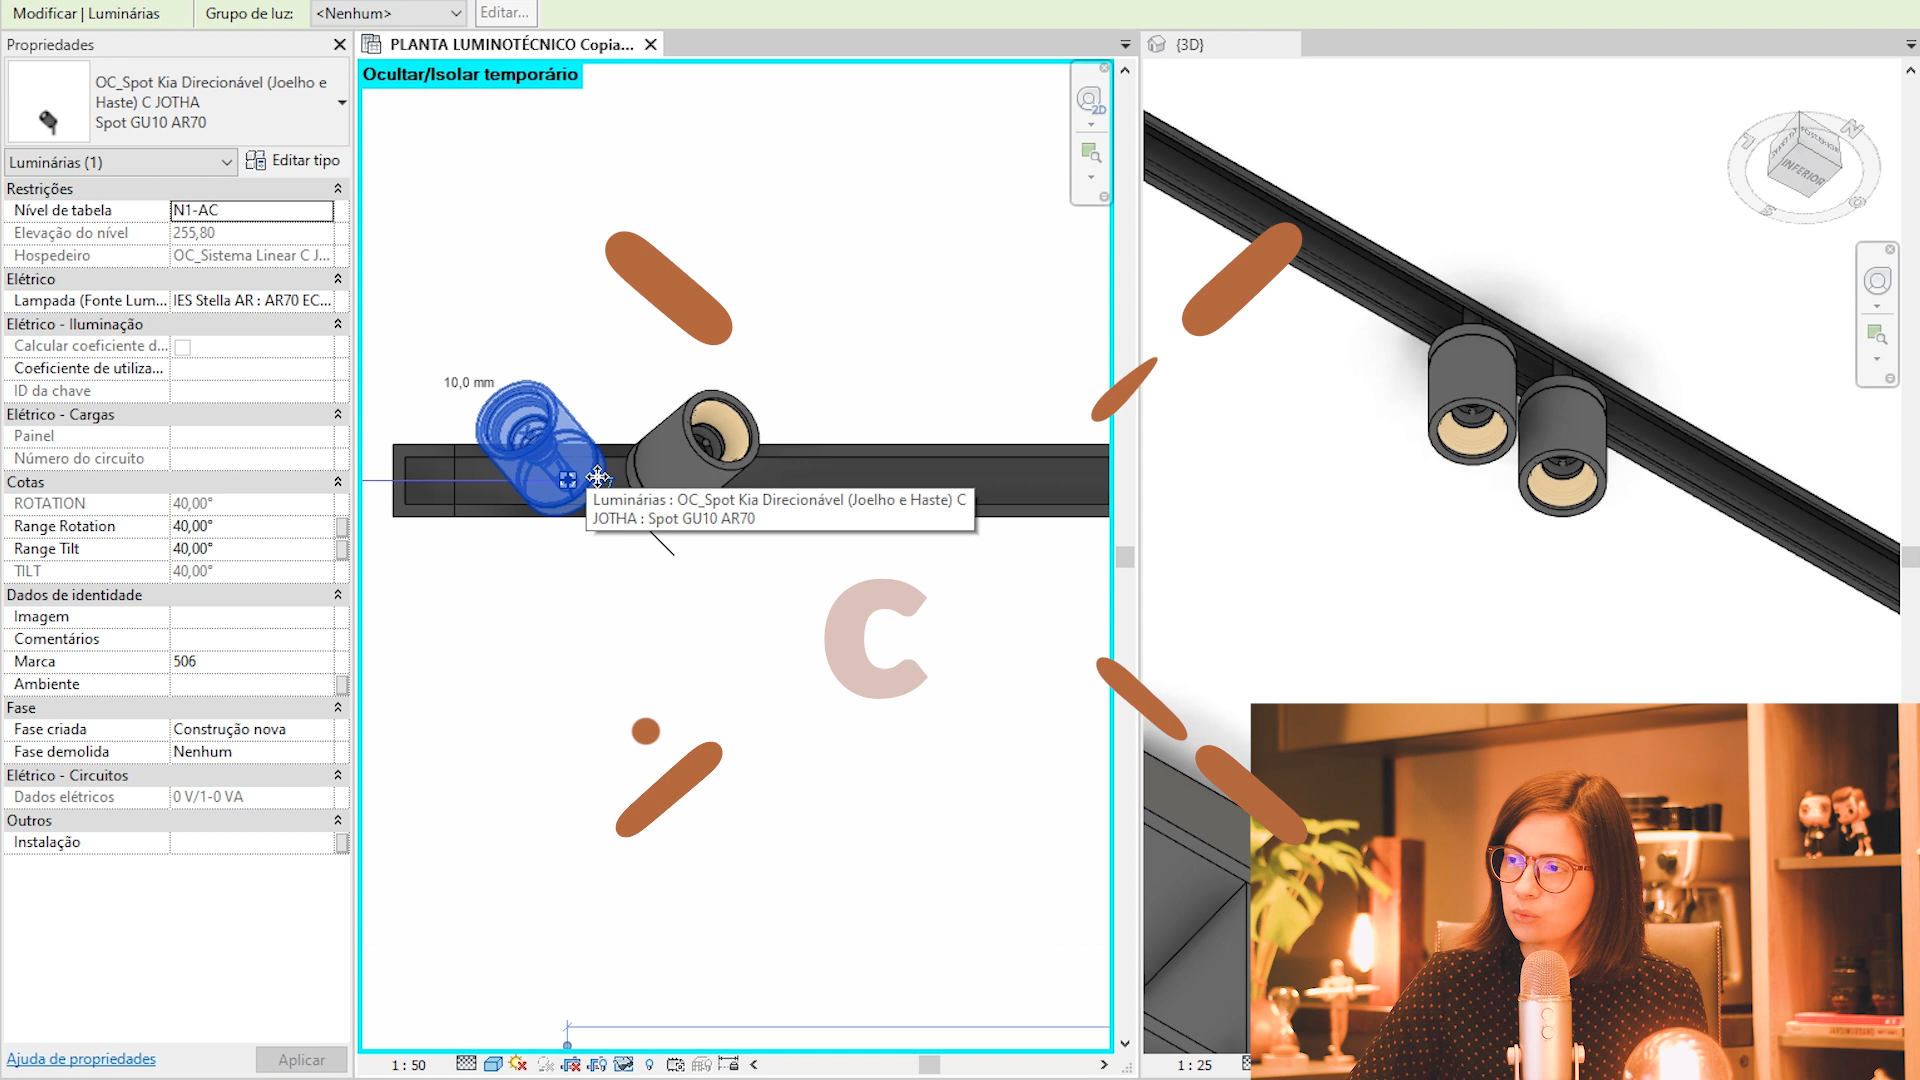 Modificar | Luminárias
Grupo de luz:
<Nenhum>
Editar...
Propriedades
PLANTA LUMINOTÉCNICO Copia...
{3D}
OC_Spot Kia Direcionável (Joelho e
Haste) C JOTHA
Spot GU10 AR70
Luminárias (1)
Editar tipo
Restrições
Nível de tabela N1-AC
Elevação do nível 255,80
Hospedeiro OC_Sistema Linear C J...
Elétrico
Lampada (Fonte Lum... IES Stella AR : AR70 EC...
Elétrico - Iluminação
Calcular coeficiente d...
Coeficiente de utiliza...
ID da chave
Elétrico - Cargas
Painel
Número do circuito
Cotas
ROTATION 40,00°
Range Rotation 40,00°
Range Tilt 40,00°
TILT 40,00°
Dados de identidade
Imagem
Comentários
Marca 506
Ambiente
Fase
Fase criada Construção nova
Fase demolida Nenhum
Elétrico - Circuitos
Dados elétricos 0 V/1-0 VA
Outros
Instalação
Ajuda de propriedades
Aplicar
Ocultar/Isolar temporário
2D
10,0 mm
Luminárias : OC_Spot Kia Direcionável (Joelho e Haste) C
JOTHA : Spot GU10 AR70
C
1 : 50
INFERIOR
N
L
S
O
1 : 25